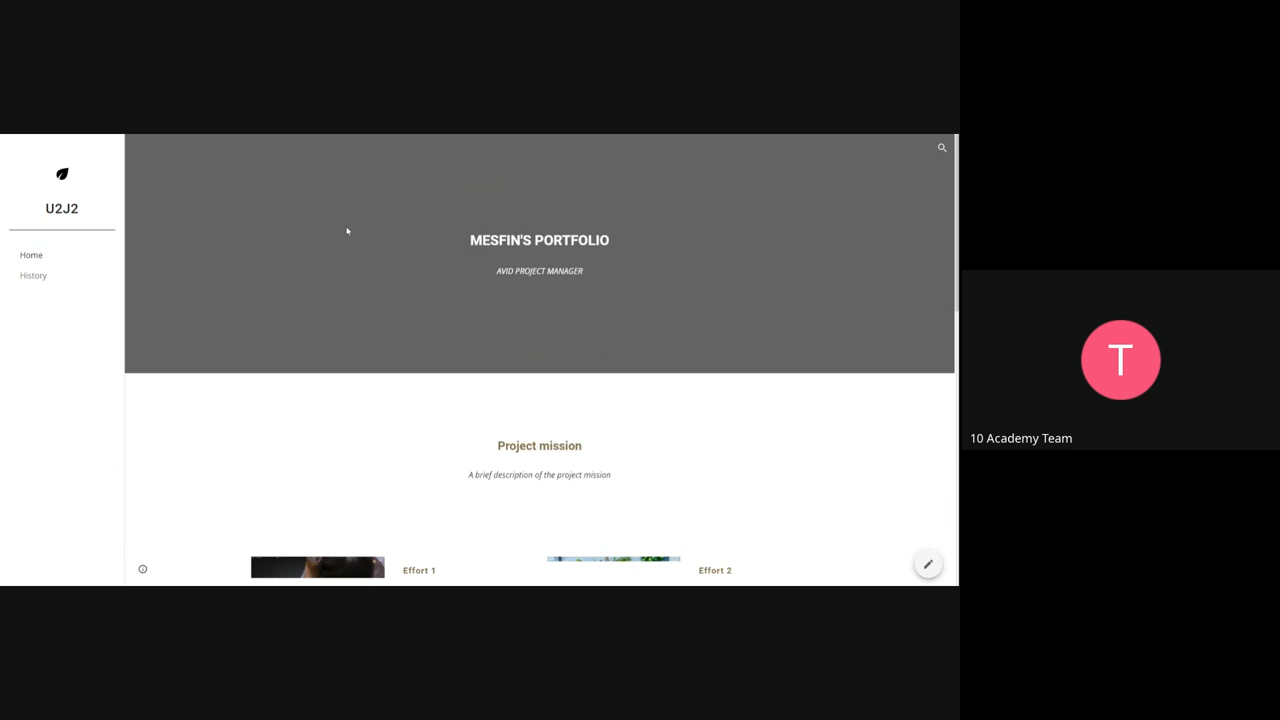 U2J2
Home
History
MESFIN'S PORTFOLIO
AVID PROJECT MANAGER
Project mission
A brief description of the project mission
Effort 1
Effort 2
T
10 Academy Team